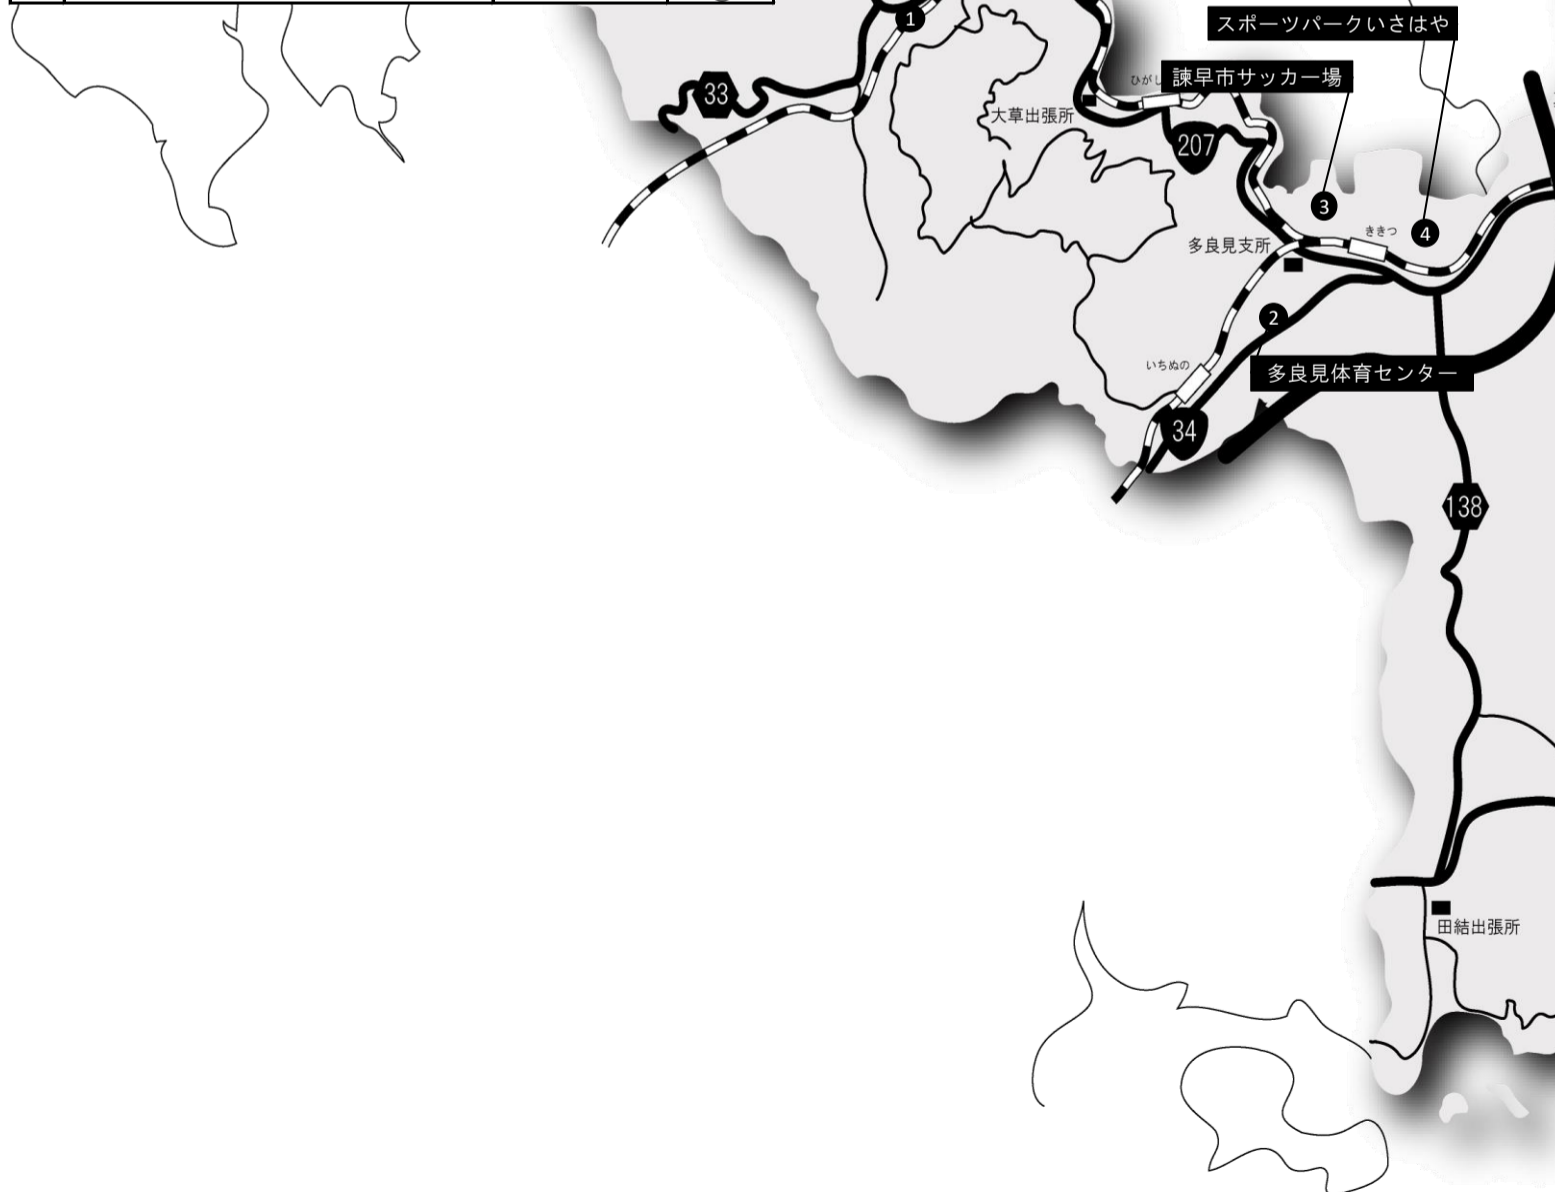 1
スポーツパークいさはや
ひがし
諫早市サッカー場
33
大草出張所
207
3
ききつ
4
多良見支所
2
いちぬの
多良見体育センター
34
138
田結出張所